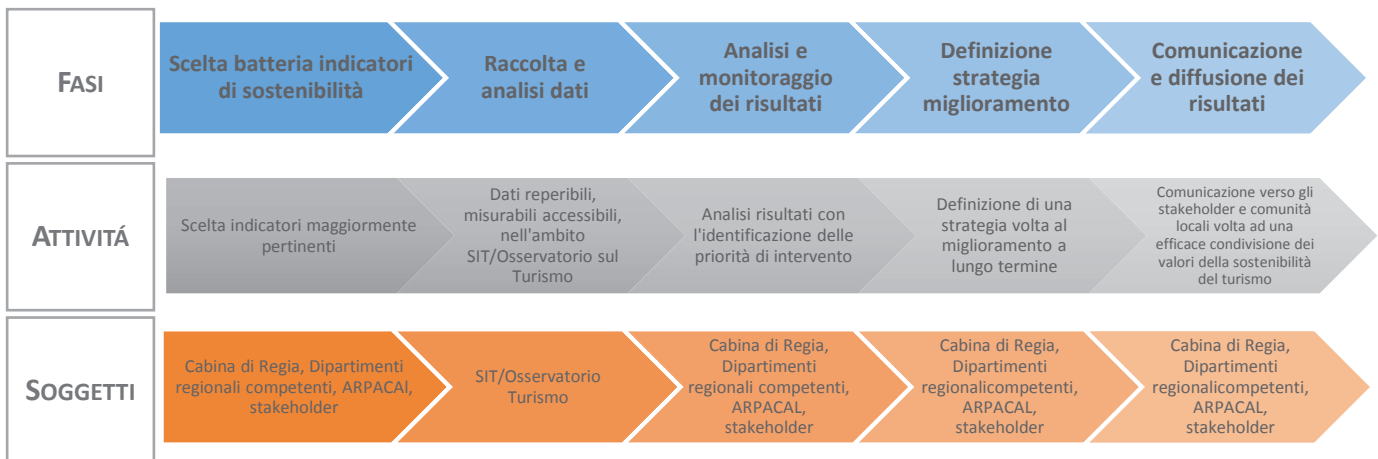 FASI
Scelta batteria indicatori
di sostenibilità
Raccolta e
analisi dati
Analisi e
monitoraggio
dei risultati
Definizione
strategia
miglioramento
Comunicazione
e diffusione dei
risultati
ATTIVITÁ
Scelta indicatori maggiormente
pertinenti
Dati reperibili,
misurabili accessibili,
nell'ambito
SIT/Osservatorio sul
Turismo
Analisi risultati con
l'identificazione delle
priorità di intervento
Definizione di una
strategia volta al
miglioramento a
lungo termine
Comunicazione verso gli
stakeholder e comunità
locali volta ad una
efficace condivisione dei
valori della sostenibilità
del turismo
SOGGETTI
Cabina di Regia, Dipartimenti
regionali competenti, ARPACAl,
stakeholder
SIT/Osservatorio
Turismo
Cabina di Regia,
Dipartimenti
regionali competenti,
ARPACAL,
stakeholder
Cabina di Regia,
Dipartimenti
regionalicompetenti,
ARPACAL,
stakeholder
Cabina di Regia,
Dipartimenti
regionalicompetenti,
ARPACAL,
stakeholder